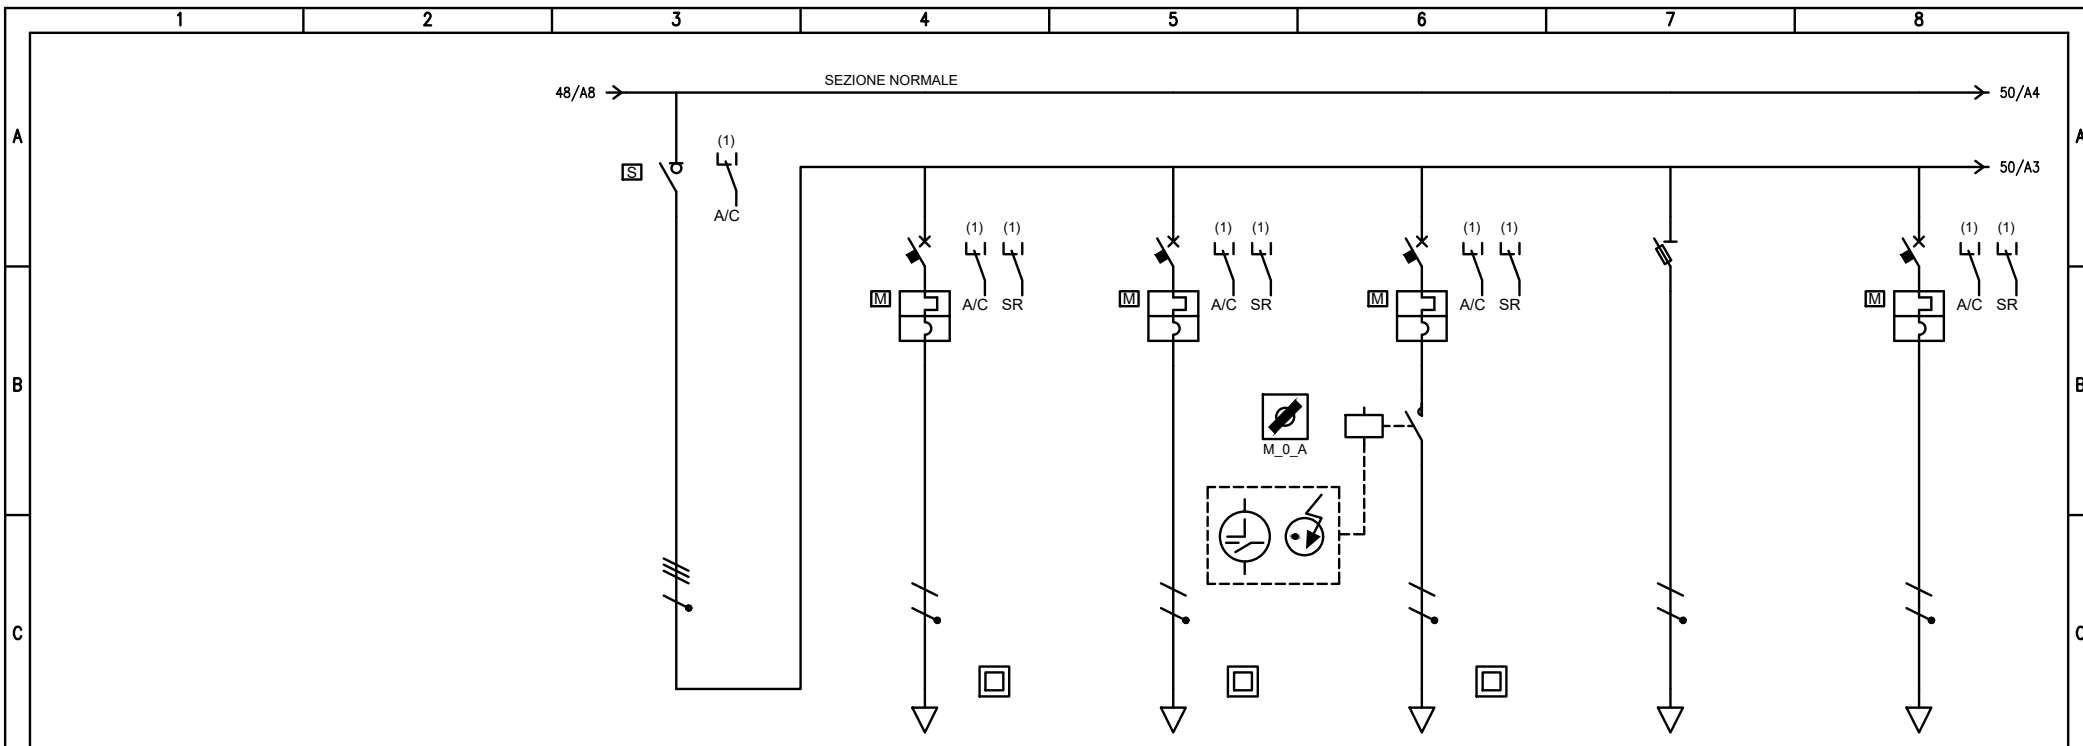 1 2 3 4 5 6 7 8
SEZIONE NORMALE
48/A8 50/A4
A A
(1)
50/A3
S
A/C
(1) (1) (1) (1) (1) (1) (1) (1)
M A/C SR M A/C SR M A/C SR M A/C SR
B B
M_0_A
C C